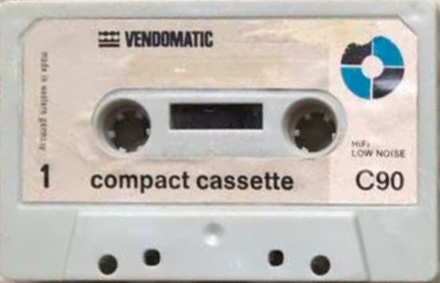 VENDOMATIC
made in western germany
HiFi
LOW NOISE
1 compact cassette C90